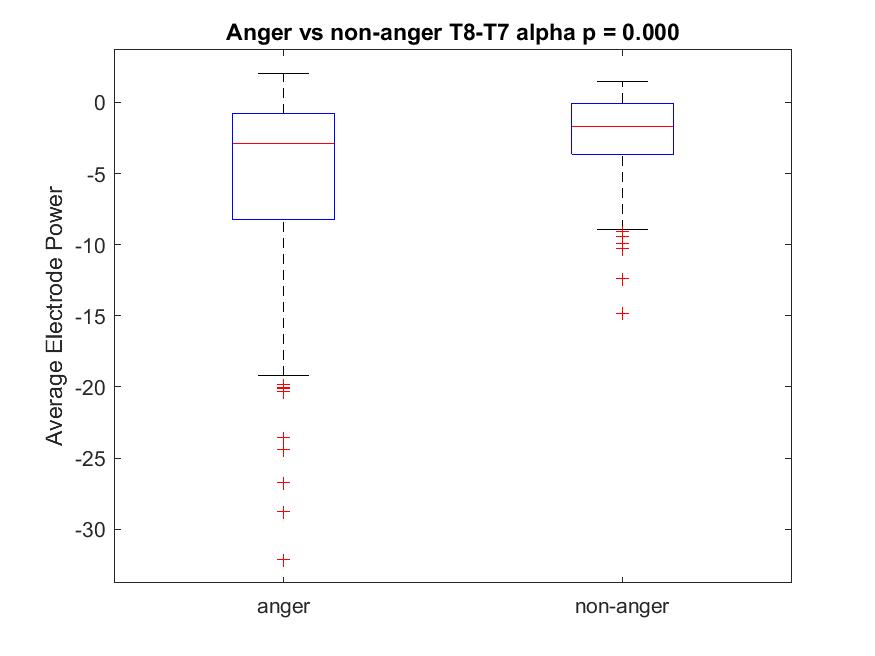 Anger vs non-anger T8-T7 alpha p = 0.000
Average Electrode Power
0
-5
-10
-15
-20
-25
-30
anger
non-anger